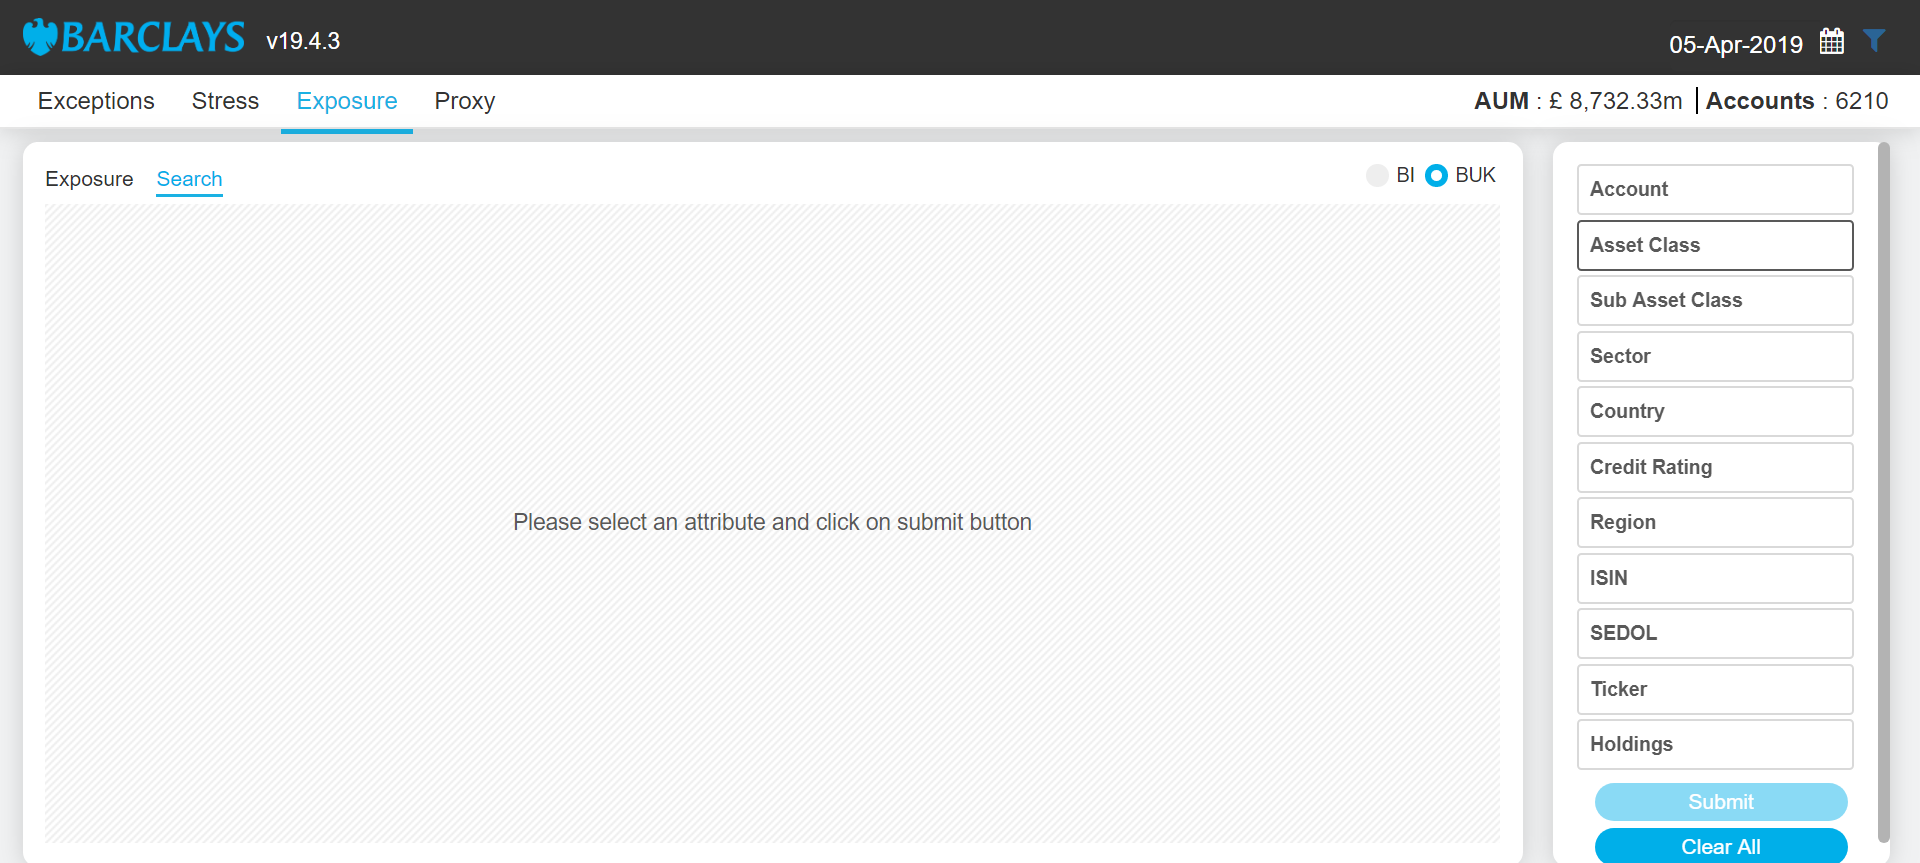 BARCLAYS v19.4.3 05-Apr-2019
Exceptions Stress Exposure Proxy AUM : £ 8,732.33m Accounts : 6210
Exposure Search BI BUK
Please select an attribute and click on submit button
Account
Asset Class
Sub Asset Class
Sector
Country
Credit Rating
Region
ISIN
SEDOL
Ticker
Holdings
Submit
Clear All